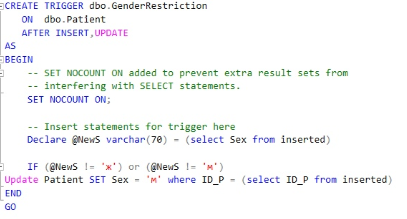 CREATE TRIGGER dbo.GenderRestriction
ON dbo.Patient
AFTER INSERT,UPDATE
AS
BEGIN
-- SET NOCOUNT ON added to prevent extra result sets from
-- interfering with SELECT statements.
SET NOCOUNT ON;
-- Insert statements for trigger here
Declare @NewS varchar(70) = (select Sex from inserted)
IF (@NewS != 'ж') or (@NewS != 'м')
Update Patient SET Sex = 'м' where ID_P = (select ID_P from inserted)
END
GO